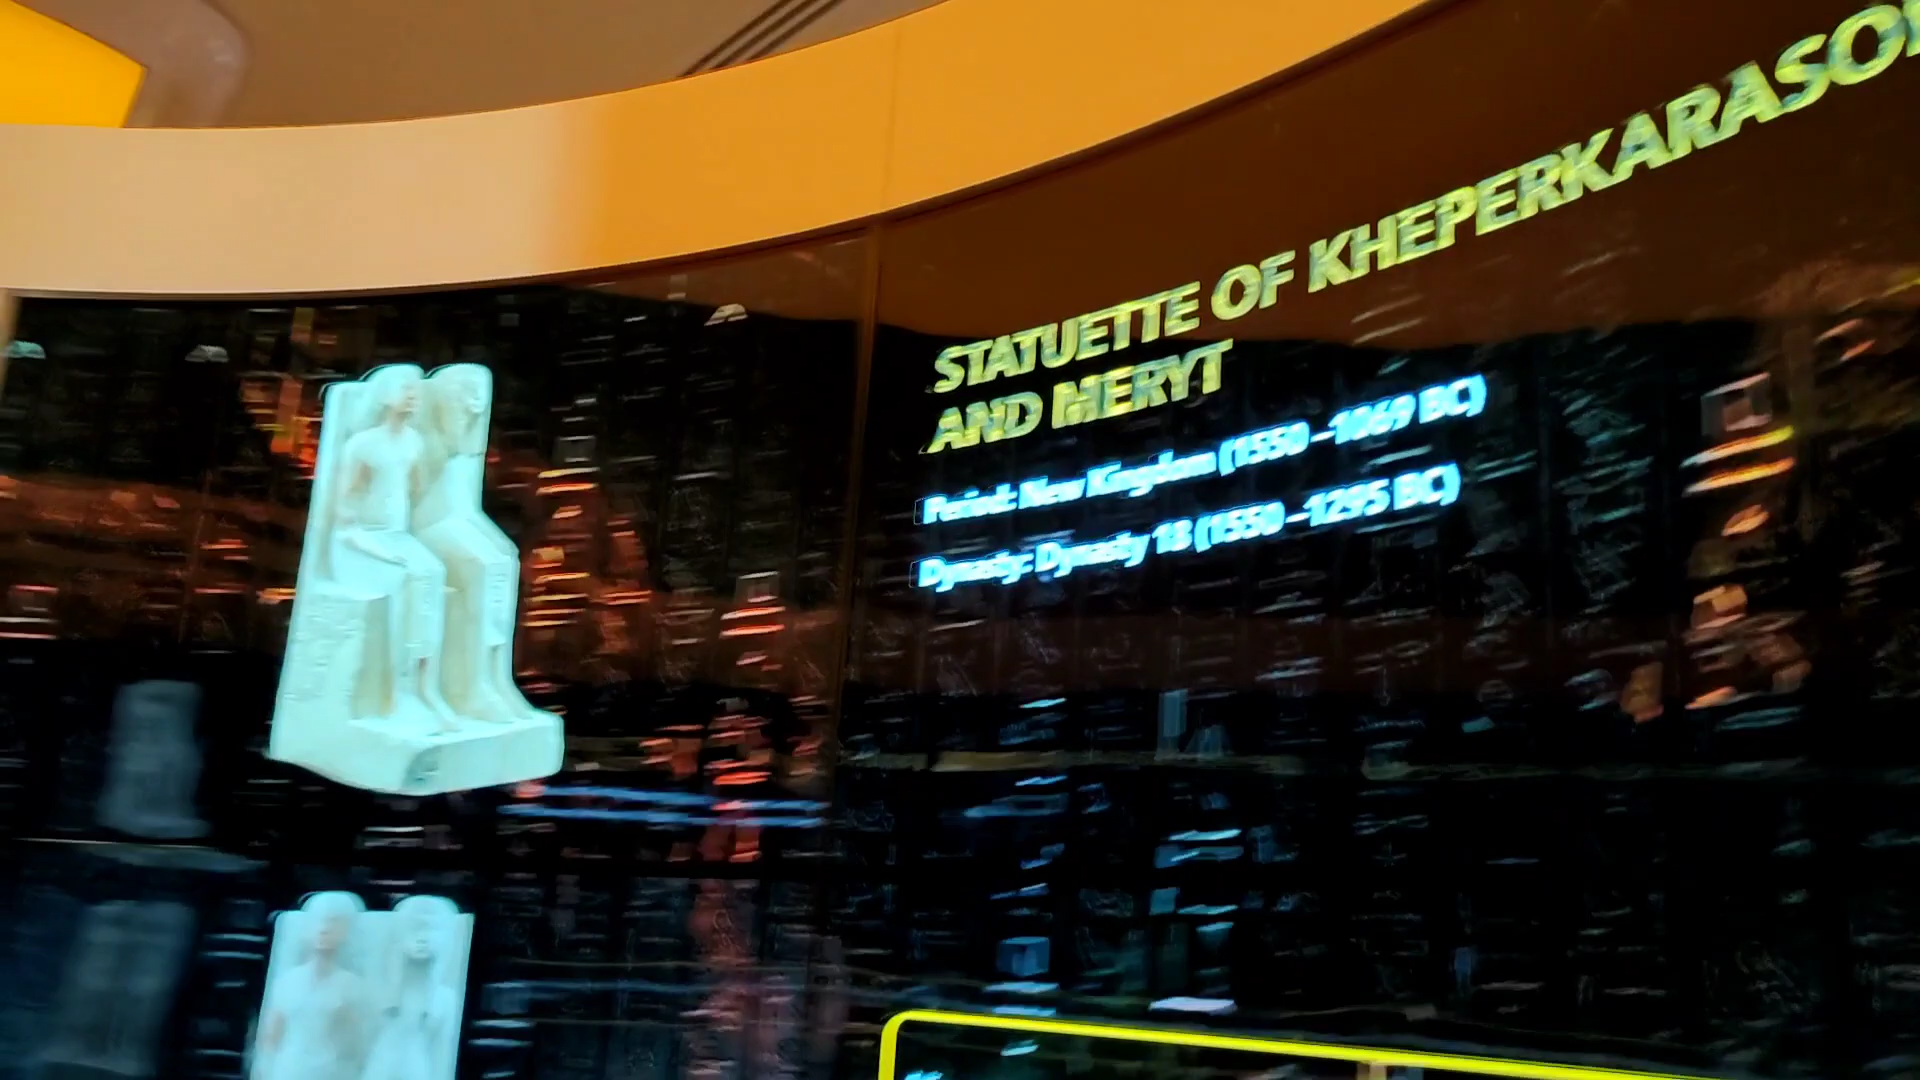 STATUETTE OF KHEPERKARASO
AND MERYT
Period: New Kingdom (1550 –1069 BC)
Dynasty: Dynasty 18 (1550 –1295 BC)